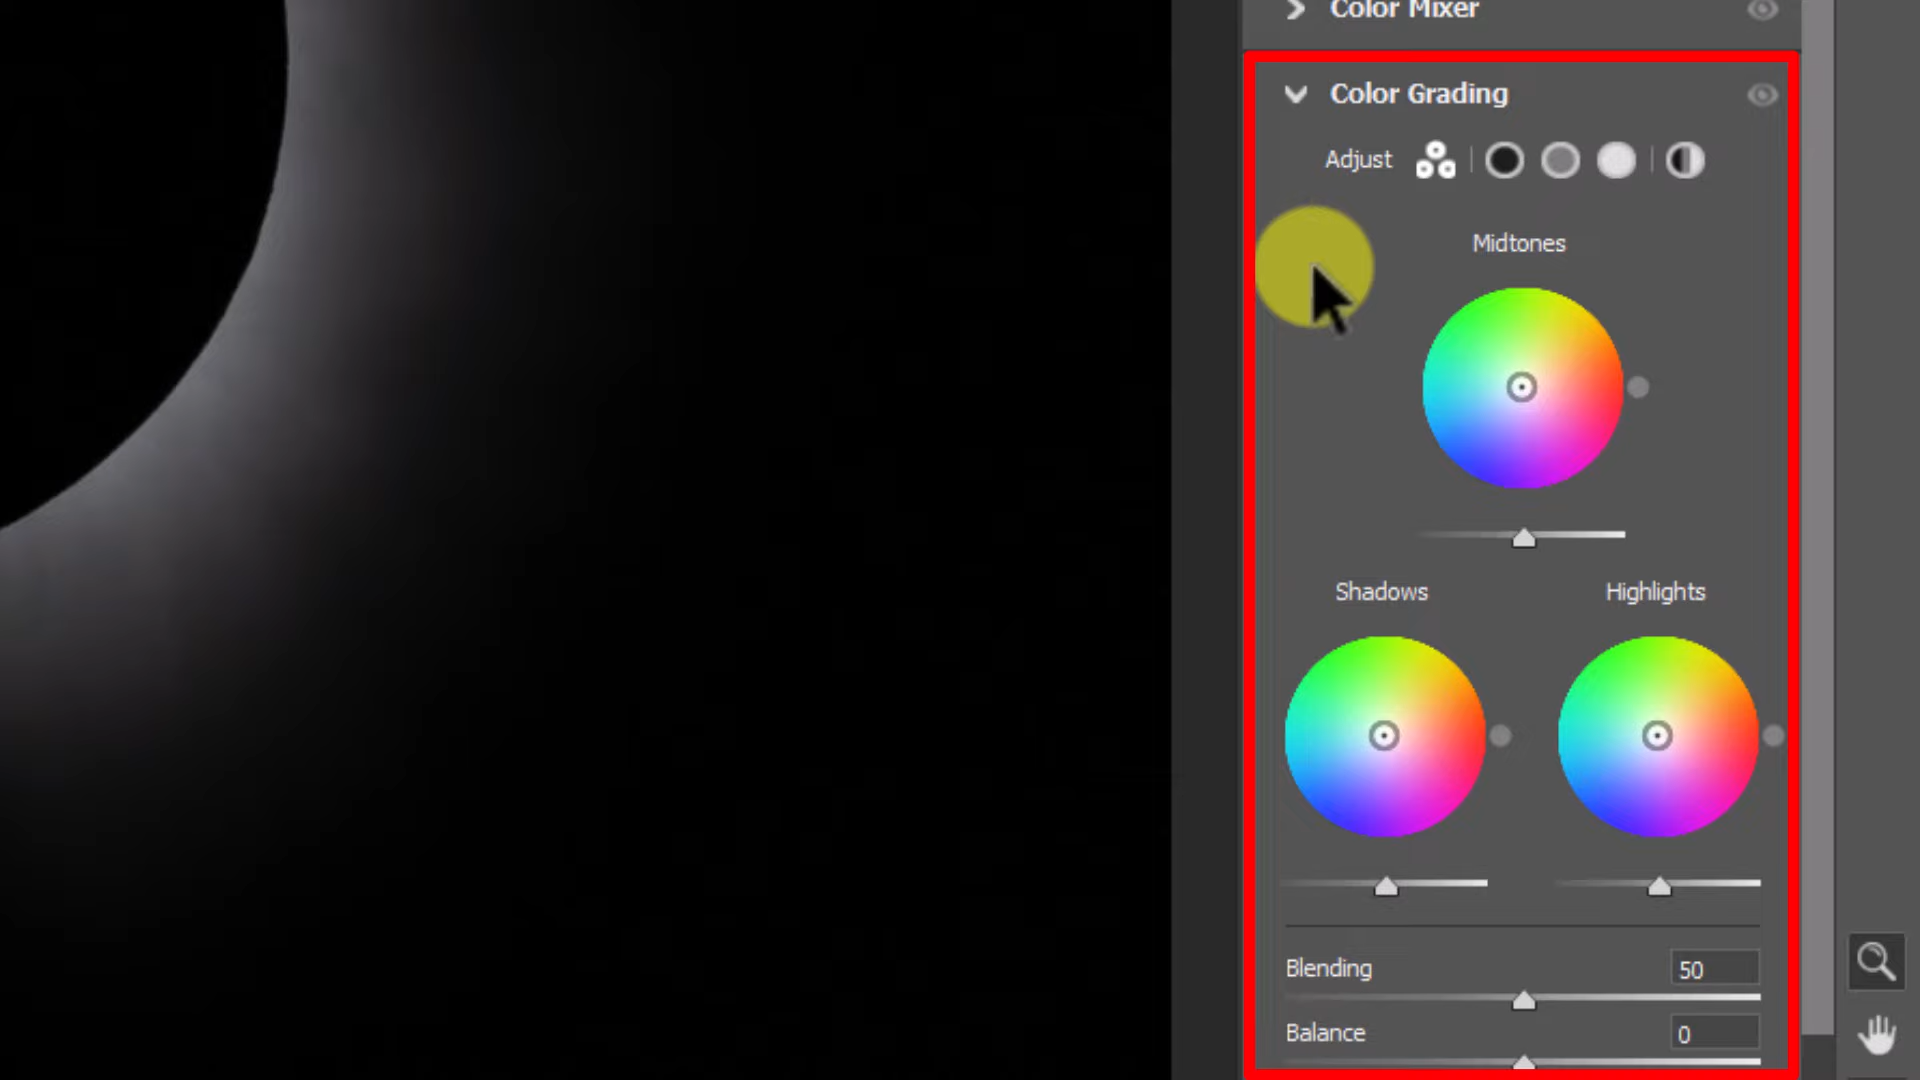 Color Mixer
Color Grading
Adjust
Midtones
Shadows Highlights
Blending 50
Balance 0